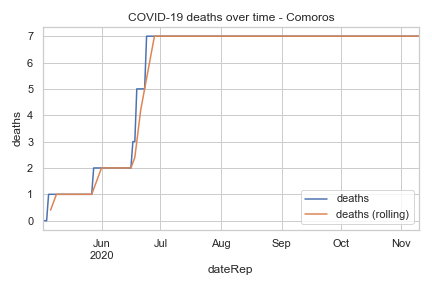 COVID-19 deaths over time - Comoros
7
6
5
4
3
2
1
0
deaths
Jun
2020
Jul
Aug
Sep
Oct
Nov
dateRep
deaths
deaths (rolling)